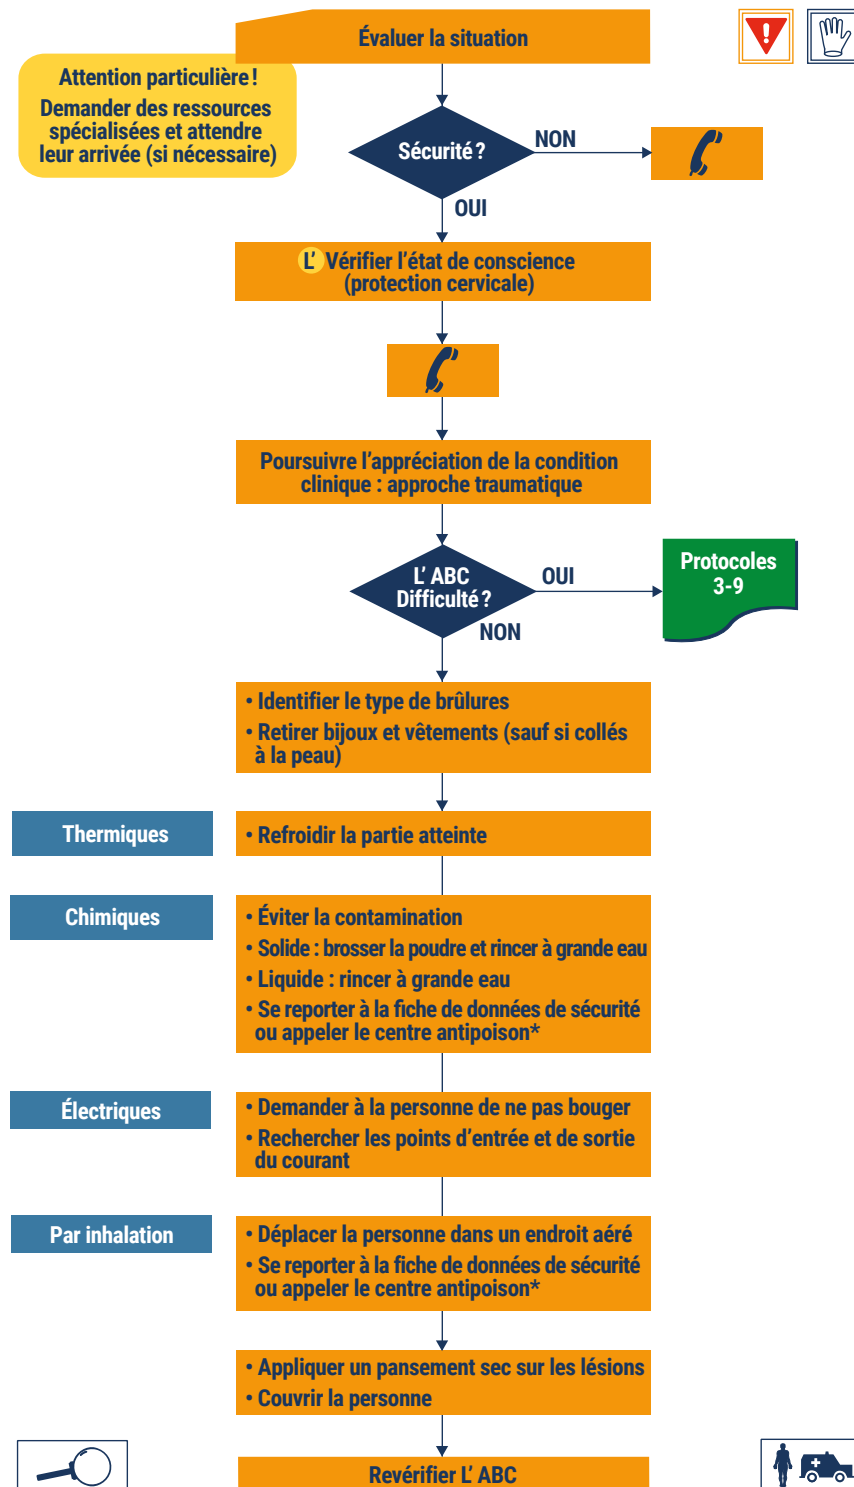 Évaluer la situation
Attention particulière !
Demander des ressources
spécialisées et attendre
leur arrivée (si nécessaire)
Sécurité ?
NON
OUI
L' Vérifier l'état de conscience
(protection cervicale)
Poursuivre l'appréciation de la condition
clinique : approche traumatique
L' ABC
Difficulté ?
OUI
Protocoles
3-9
NON
• Identifier le type de brûlures
• Retirer bijoux et vêtements (sauf si collés
à la peau)
Thermiques
• Refroidir la partie atteinte
Chimiques
• Éviter la contamination
• Solide : brosser la poudre et rincer à grande eau
• Liquide : rincer à grande eau
• Se reporter à la fiche de données de sécurité
ou appeler le centre antipoison*
Électriques
• Demander à la personne de ne pas bouger
• Rechercher les points d'entrée et de sortie
du courant
Par inhalation
• Déplacer la personne dans un endroit aéré
• Se reporter à la fiche de données de sécurité
ou appeler le centre antipoison*
• Appliquer un pansement sec sur les lésions
• Couvrir la personne
Revérifier L' ABC